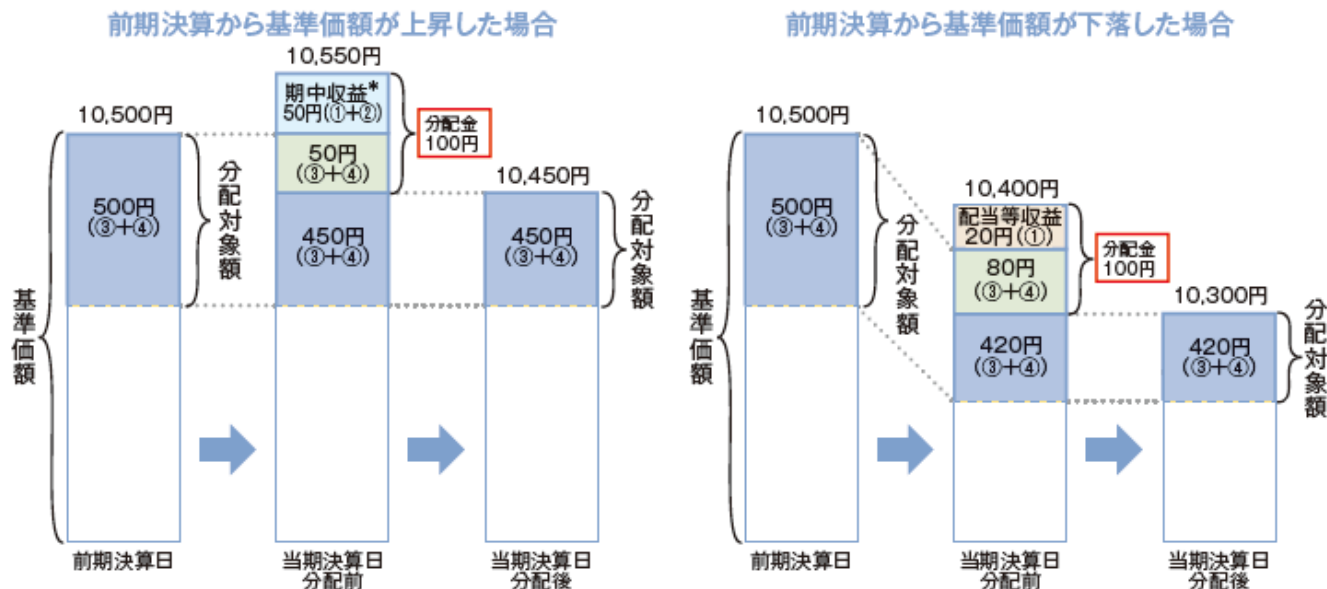 前期決算から基準価額が上昇した場合
10,500円
500円
(③+④)
分配対象額
基準価額
前期決算日
10,550円
期中収益*
50円(①+②)
50円
(③+④)
450円
(③+④)
分配金
100円
当期決算日
分配前
10,450円
450円
(③+④)
分配対象額
当期決算日
分配後
前期決算から基準価額が下落した場合
10,500円
500円
(③+④)
分配対象額
基準価額
前期決算日
10,400円
配当等収益
20円(①)
80円
(③+④)
420円
(③+④)
分配金
100円
当期決算日
分配前
10,300円
420円
(③+④)
分配対象額
当期決算日
分配後